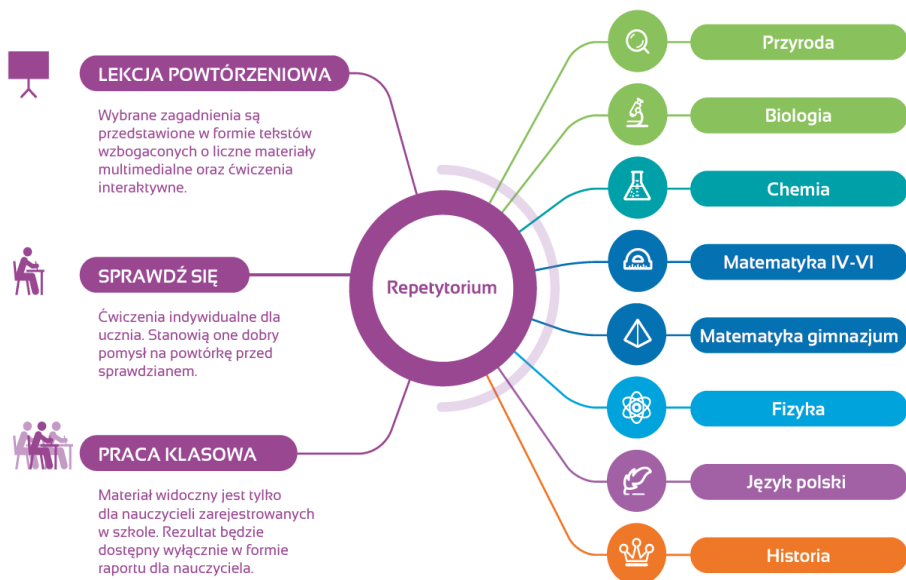 LEKCJA POWTÓRZENIOWA
Wybrane zagadnienia są
przedstawione w formie tekstów
wzbogaconych o liczne materiały
multimedialne oraz ćwiczenia
interaktywne.
SPRAWDŹ SIĘ
Ćwiczenia indywidualne dla
ucznia. Stanowią one dobry
pomysł na powtórkę przed
sprawdzianem.
PRACA KLASOWA
Materiał widoczny jest tylko
dla nauczycieli zarejestrowanych
w szkole. Rezultat będzie
dostępny wyłącznie w formie
raportu dla nauczyciela.
Repetytorium
Przyroda
Biologia
Chemia
Matematyka IV-VI
Matematyka gimnazjum
Fizyka
Język polski
Historia